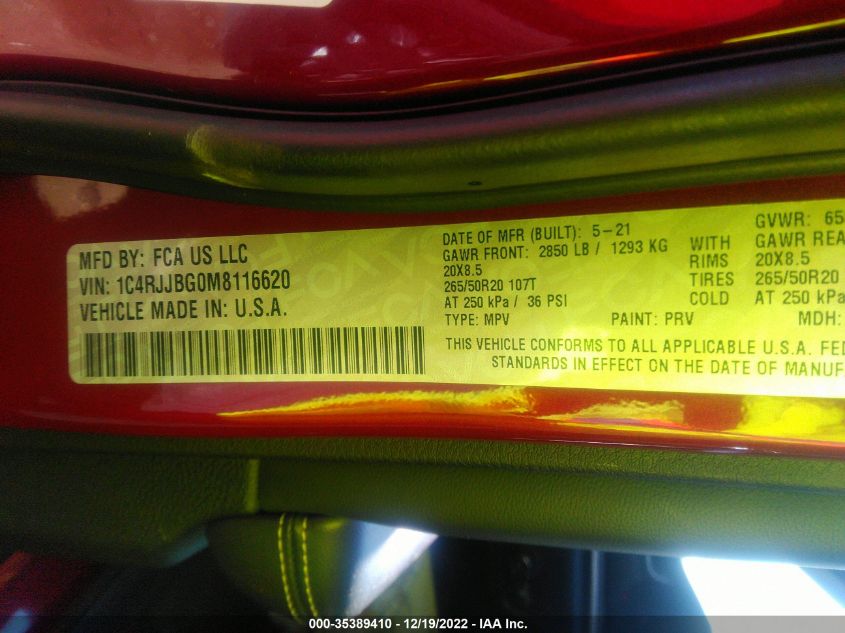 MFD BY: FCA US LLC
VIN: 1C4RJJBG0M8116620
VEHICLE MADE IN U.S.A.
DATE OF MFR (BUILT): 5-21
GAWR FRONT: 2850 LB / 1293 KG
20X8.5
265/50R20 107T
AT 250 kPa / 36 PSI
TYPE: MPV
PAINT: PRV
MDH:
WITH
RIMS
TIRES
COLD
GVWR: 65
GAWR REA
20X8.5
265/50R20
AT 250 kPa
THIS VEHICLE CONFORMS TO ALL APPLICABLE U.S.A. FED
STANDARDS IN EFFECT ON THE DATE OF MANUF
000-35389410 - 12/19/2022 - IAA Inc.